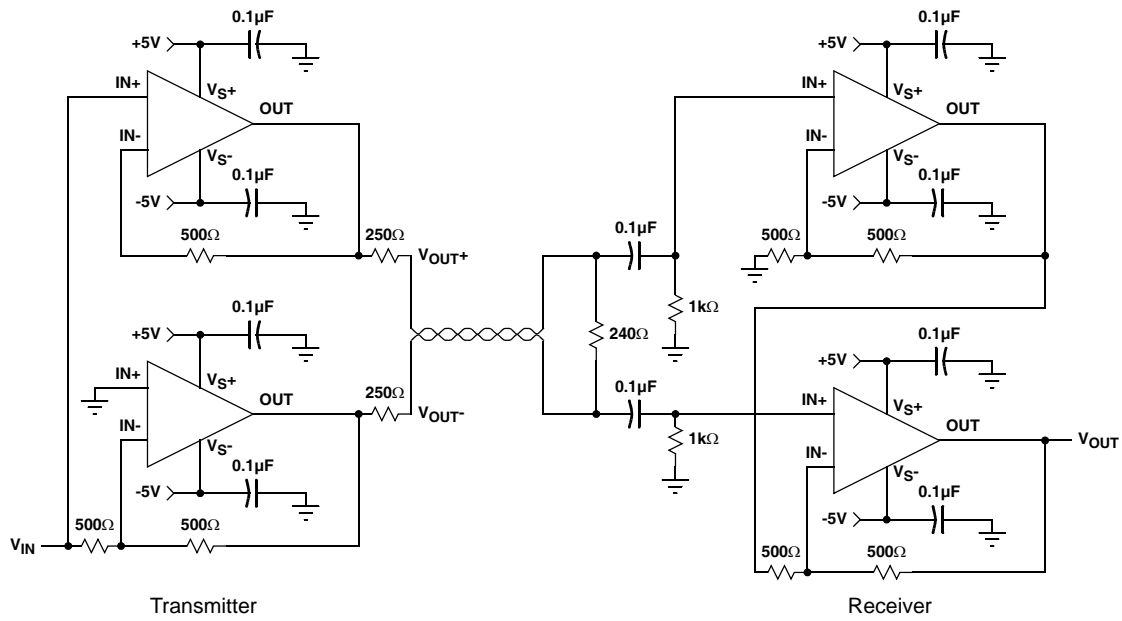 0.1µF
+5V
IN+
VS+
OUT
IN-
VS-
0.1µF
-5V
500Ω
250Ω
VOUT+
0.1µF
+5V
IN+
VS+
OUT
250Ω
VOUT-
IN-
VS-
0.1µF
-5V
500Ω
500Ω
VIN
Transmitter
0.1µF
1kΩ
240Ω
0.1µF
1kΩ
0.1µF
+5V
IN+
VS+
OUT
IN-
VS-
0.1µF
-5V
500Ω
500Ω
0.1µF
+5V
IN+
VS+
OUT
VOUT
IN-
VS-
0.1µF
-5V
500Ω
500Ω
Receiver